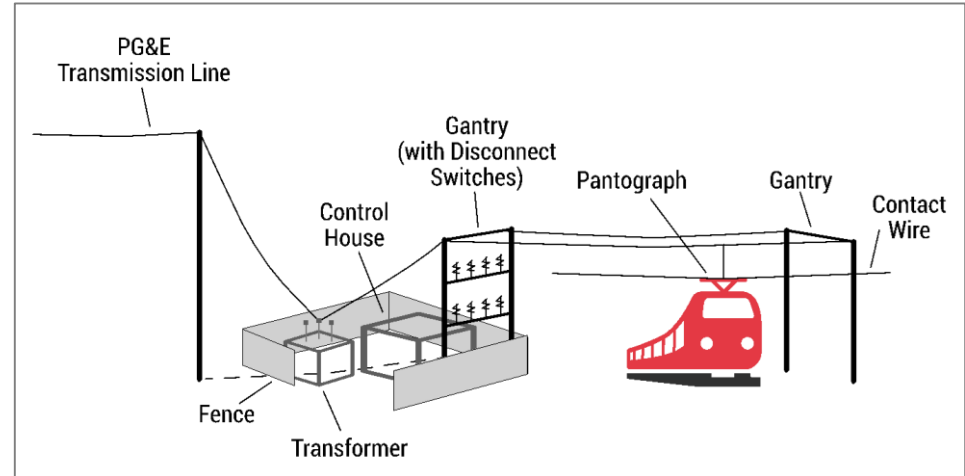 PG&E
Transmission Line
Gantry
(with Disconnect
Switches)
Pantograph
Gantry
Contact
Wire
Control
House
Fence
Transformer